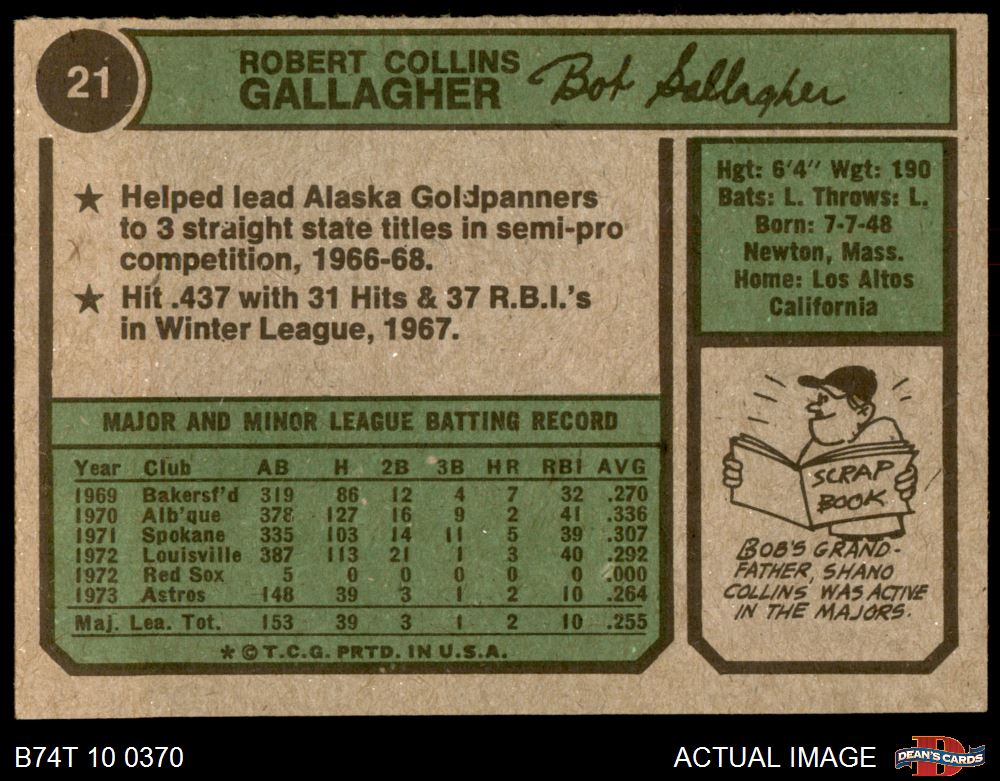 21
ROBERT COLLINS
GALLAGHER
Bob Gallagher
★ Helped lead Alaska Goldpanners
to 3 straight state titles in semi-pro
competition, 1966-68.
★ Hit .437 with 31 Hits & 37 R.B.I.'s
in Winter League, 1967.
Hgt: 6'4" Wgt: 190
Bats: L. Throws: L.
Born: 7-7-48
Newton, Mass.
Home: Los Altos
California
MAJOR AND MINOR LEAGUE BATTING RECORD
Year Club AB H 2B 3B HR RBI AVG
1969 Bakersf'd 319 86 12 4 7 32 .270
1970 Alb'que 378 127 16 9 2 41 .336
1971 Spokane 335 103 14 11 5 39 .307
1972 Louisville 387 113 21 1 3 40 .292
1972 Red Sox 5 0 0 0 0 0 .000
1973 Astros 148 39 3 1 2 10 .264
Maj. Lea. Tot. 153 39 3 1 2 10 .255
* © T.C.G. PRTD. IN U.S.A.
SCRAP
BOOK
BOB'S GRAND-
FATHER, SHANO
COLLINS, WAS ACTIVE
IN THE MAJORS.
B74T 10 0370
ACTUAL IMAGE
D
DEAN'S CARDS